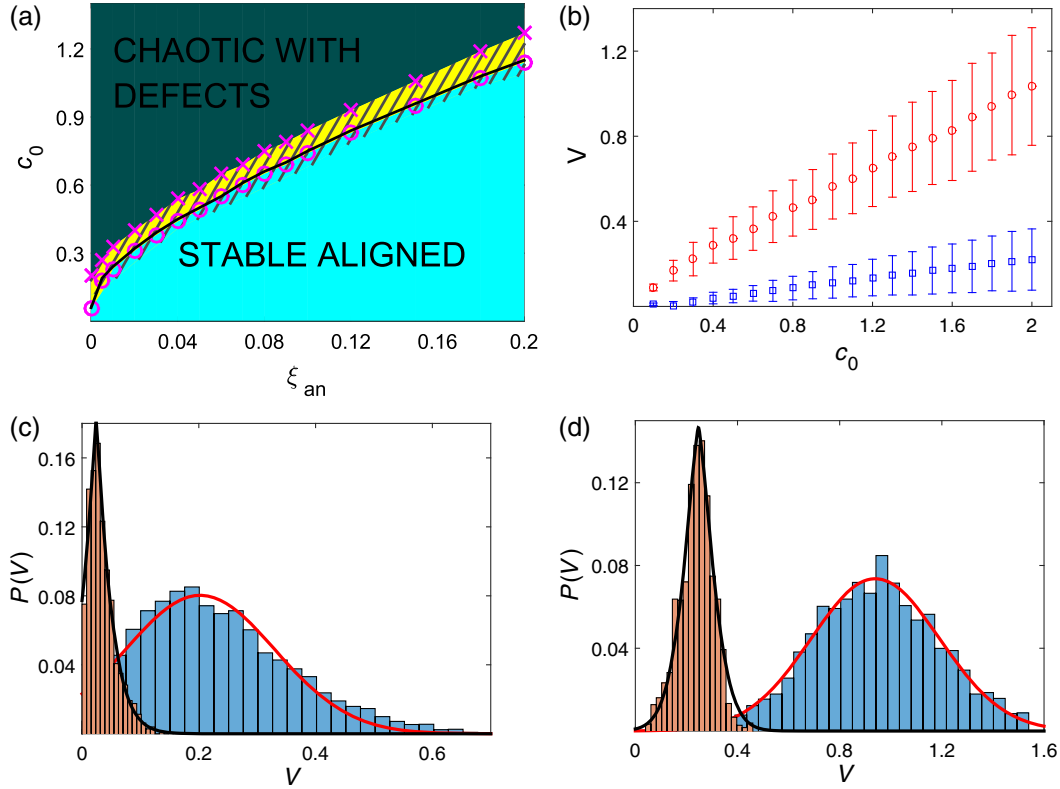 (a)
CHAOTIC WITH
DEFECTS
STABLE ALIGNED
c0
1.2
0.9
0.6
0.3
0 0.04 0.08 0.12 0.16 0.2
ξan
(b)
V
1.2
0.8
0.4
0 0.4 0.8 1.2 1.6 2
c0
(c)
P(V)
0.16
0.12
0.08
0.04
0 0.2 0.4 0.6
V
(d)
P(V)
0.12
0.08
0.04
0 0.4 0.8 1.2 1.6
V